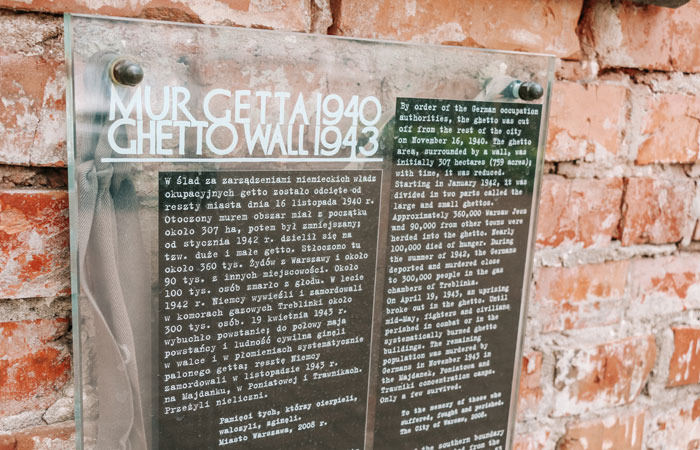 MUR GETTA 1940
GHETTO WALL 1943
W ślad za zarządzeniami niemieckich władz
okupacyjnych getto zostało odcięte od
reszty miasta dnia 16 listopada 1940 r.
Otoczony murem obszar miał z początku
około 307 ha, potem był zmniejszany;
od stycznia 1942 r. dzielił się na
tzw. duże i małe getto. Stłoczono tu
około 360 tys. Żydów z Warszawy i około
90 tys. z innych miejscowości. Około
100 tys. osób zmarło z głodu. W lecie
1942 r. Niemcy wywieźli i zamordowali
w komorach gazowych Treblinki około
300 tys. osób. 19 kwietnia 1943 r.
wybuchło powstanie; do połowy maja
powstańcy i ludność cywilna ginęli
w walce i w płomieniach systematycznie
palonego getta; resztę Niemcy
zamordowali w listopadzie 1943 r.
na Majdanku, w Poniatowej i Trawnikach.
Przeżyli nieliczni.
Pamięci tych, którzy cierpieli,
walczyli, zginęli.
Miasto Warszawa, 2008 r.
By order of the German occupation
authorities, the ghetto was cut
off from the rest of the city
on November 16, 1940. The ghetto
area, surrounded by a wall, was
initially 307 hectares (759 acres);
with time, it was reduced.
Starting in January 1942, it was
divided in two parts called the
large and small ghettos.
Approximately 360,000 Warsaw Jews
and 90,000 from other towns were
herded into the ghetto. Nearly
100,000 died of hunger. During
the summer of 1942, the Germans
deported and murdered close
to 300,000 people in the gas
chambers of Treblinka.
On April 19, 1943, an uprising
broke out in the ghetto. Until
mid-May, fighters and civilians
perished in combat or in the
systematically burned ghetto
buildings. The remaining
population was murdered by
Germans in November 1943 in
the Majdanek, Poniatowa and
Trawniki concentration camps.
Only a few survived.
To the memory of those who
suffered, fought and perished.
The City of Warsaw, 2008.
the southern boundary